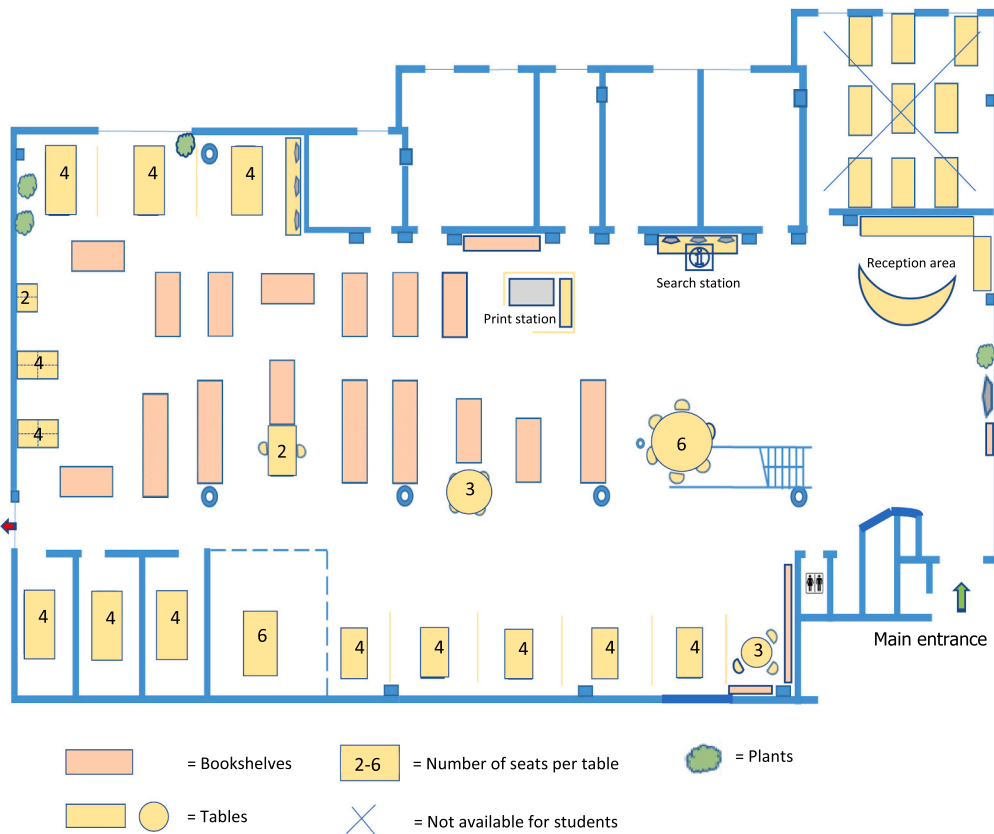 4
4
4
Reception area
Search station
2
Print station
4
4
6
2
3
4
4
4
6
4
4
4
4
4
3
Main entrance
= Bookshelves
2-6
= Number of seats per table
= Plants
= Tables
= Not available for students